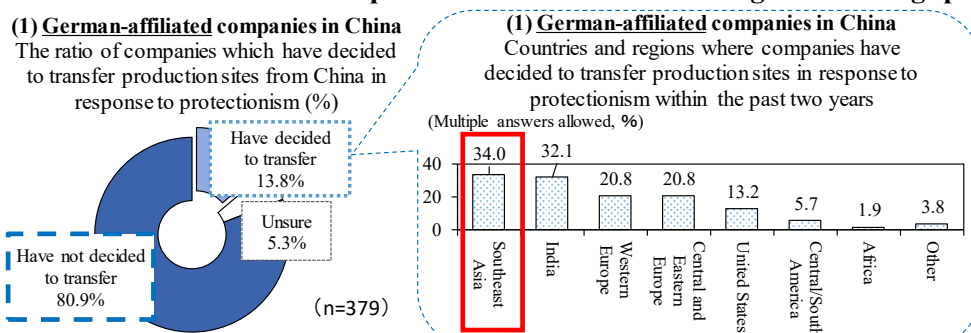 (1) German-affiliated companies in China
The ratio of companies which have decided
to transfer production sites from China in
response to protectionism (%)
Have decided
to transfer
13.8%
Unsure
5.3%
Have not decided
to transfer
80.9%
(n=379)
(1) German-affiliated companies in China
Countries and regions where companies have
decided to transfer production sites in response to
protectionism within the past two years
(Multiple answers allowed, %)
40
20
0
34.0
32.1
20.8
20.8
13.2
5.7
1.9
3.8
Southeast
Asia
India
Western
Europe
Central and
Eastern
Europe
United States
Central/South
America
Africa
Other